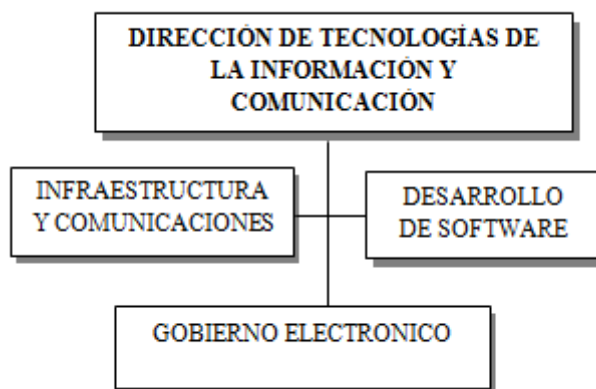 DIRECCIÓN DE TECNOLOGÍAS DE
LA INFORMACIÓN Y
COMUNICACIÓN
INFRAESTRUCTURA
Y COMUNICACIONES
DESARROLLO
DE SOFTWARE
GOBIERNO ELECTRONICO